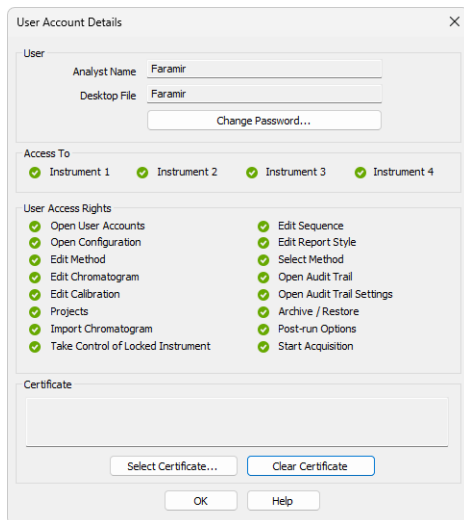 User Account Details
User
Analyst Name Faramir
Desktop File Faramir
Change Password...
Access To
Instrument 1 Instrument 2 Instrument 3 Instrument 4
User Access Rights
Open User Accounts Edit Sequence
Open Configuration Edit Report Style
Edit Method Select Method
Edit Chromatogram Open Audit Trail
Edit Calibration Open Audit Trail Settings
Projects Archive / Restore
Import Chromatogram Post-run Options
Take Control of Locked Instrument Start Acquisition
Certificate
Select Certificate... Clear Certificate
OK Help